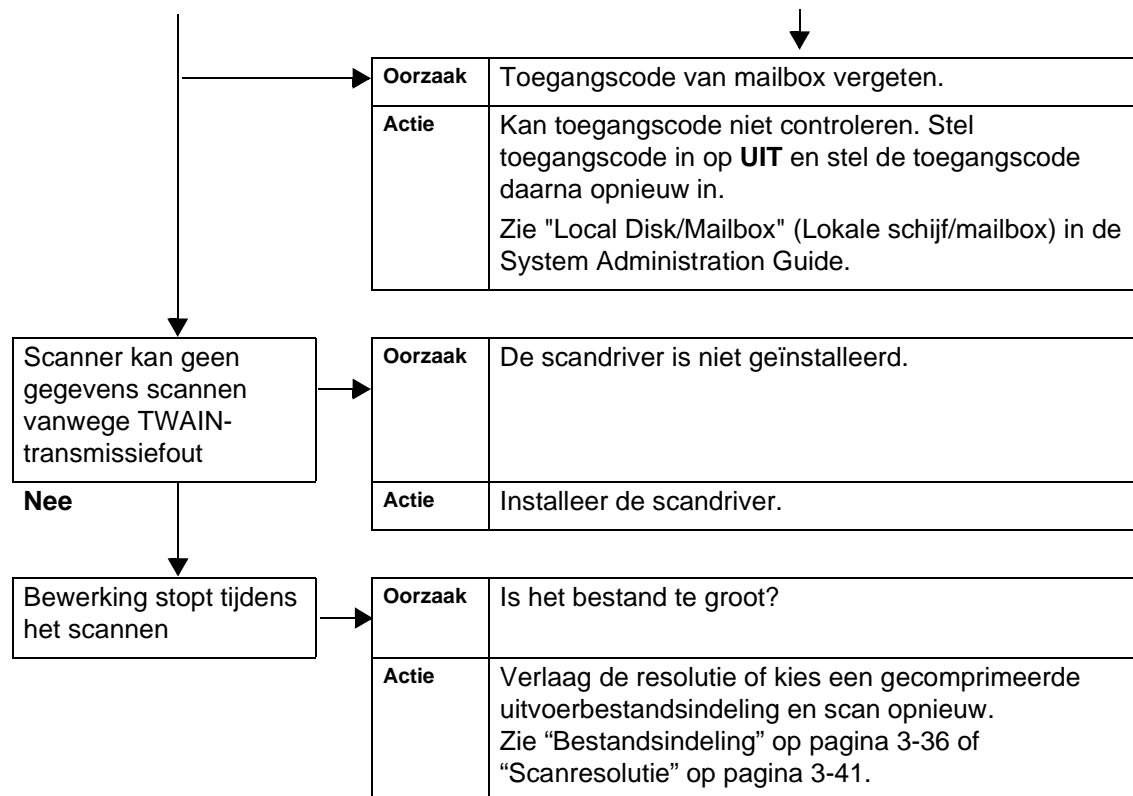 Oorzaak Toegangscode van mailbox vergeten.
Actie Kan toegangscode niet controleren. Stel
toegangscode in op UIT en stel de toegangscode
daarna opnieuw in.
Zie "Local Disk/Mailbox" (Lokale schijf/mailbox) in de
System Administration Guide.
Scanner kan geen
gegevens scannen
vanwege TWAIN-
transmissiefout
Oorzaak De scandriver is niet geïnstalleerd.
Nee
Actie Installeer de scandriver.
Bewerking stopt tijdens
het scannen
Oorzaak Is het bestand te groot?
Actie Verlaag de resolutie of kies een gecomprimeerde
uitvoerbestandsindeling en scan opnieuw.
Zie “Bestandsindeling” op pagina 3-36 of
“Scanresolutie” op pagina 3-41.